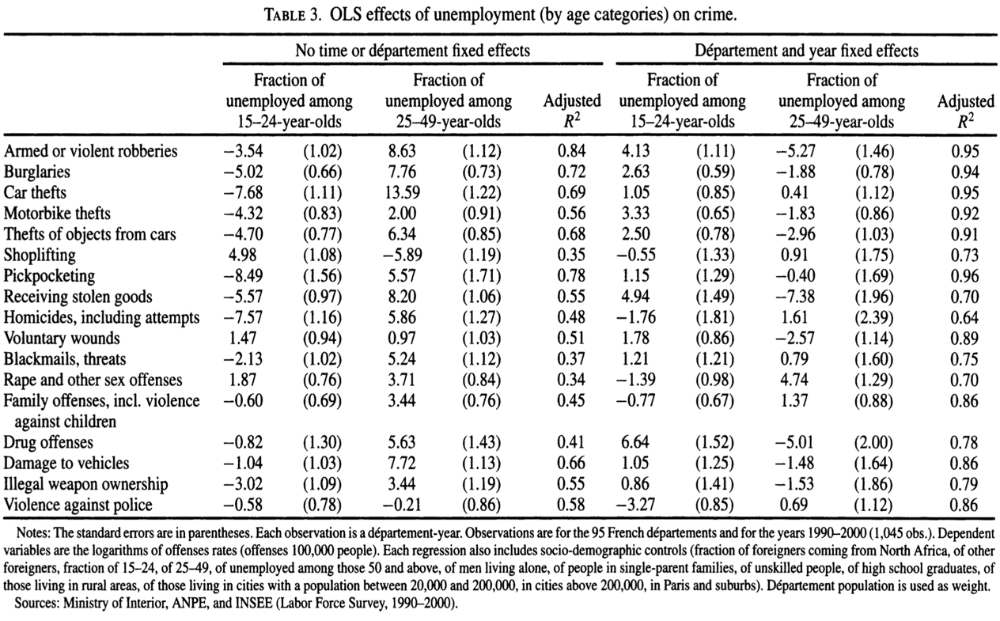 TABLE 3. OLS effects of unemployment (by age categories) on crime.
No time or département fixed effects Département and year fixed effects
Fraction of Fraction of Fraction of Fraction of
unemployed among unemployed among Adjusted unemployed among unemployed among Adjusted
15–24-year-olds 25–49-year-olds R² 15–24-year-olds 25–49-year-olds R²
Armed or violent robberies −3.54 (1.02) 8.63 (1.12) 0.84 4.13 (1.11) −5.27 (1.46) 0.95
Burglaries −5.02 (0.66) 7.76 (0.73) 0.72 2.63 (0.59) −1.88 (0.78) 0.94
Car thefts −7.68 (1.11) 13.59 (1.22) 0.69 1.05 (0.85) 0.41 (1.12) 0.95
Motorbike thefts −4.32 (0.83) 2.00 (0.91) 0.56 3.33 (0.65) −1.83 (0.86) 0.92
Thefts of objects from cars −4.70 (0.77) 6.34 (0.85) 0.68 2.50 (0.78) −2.96 (1.03) 0.91
Shoplifting 4.98 (1.08) −5.89 (1.19) 0.35 −0.55 (1.33) 0.91 (1.75) 0.73
Pickpocketing −8.49 (1.56) 5.57 (1.71) 0.78 1.15 (1.29) −0.40 (1.69) 0.96
Receiving stolen goods −5.57 (0.97) 8.20 (1.06) 0.55 4.94 (1.49) −7.38 (1.96) 0.70
Homicides, including attempts −7.57 (1.16) 5.86 (1.27) 0.48 −1.76 (1.81) 1.61 (2.39) 0.64
Voluntary wounds 1.47 (0.94) 0.97 (1.03) 0.51 1.78 (0.86) −2.57 (1.14) 0.89
Blackmails, threats −2.13 (1.02) 5.24 (1.12) 0.37 1.21 (1.21) 0.79 (1.60) 0.75
Rape and other sex offenses 1.87 (0.76) 3.71 (0.84) 0.34 −1.39 (0.98) 4.74 (1.29) 0.70
Family offenses, incl. violence −0.60 (0.69) 3.44 (0.76) 0.45 −0.77 (0.67) 1.37 (0.88) 0.86
against children
Drug offenses −0.82 (1.30) 5.63 (1.43) 0.41 6.64 (1.52) −5.01 (2.00) 0.78
Damage to vehicles −1.04 (1.03) 7.72 (1.13) 0.66 1.05 (1.25) −1.48 (1.64) 0.86
Illegal weapon ownership −3.02 (1.09) 3.44 (1.19) 0.55 0.86 (1.41) −1.53 (1.86) 0.79
Violence against police −0.58 (0.78) −0.21 (0.86) 0.58 −3.27 (0.85) 0.69 (1.12) 0.86
Notes: The standard errors are in parentheses. Each observation is a département-year. Observations are for the 95 French départements and for the years 1990–2000 (1,045 obs.). Dependent
variables are the logarithms of offenses rates (offenses 100,000 people). Each regression also includes socio-demographic controls (fraction of foreigners coming from North Africa, of other
foreigners, fraction of 15–24, of 25–49, of unemployed among those 50 and above, of men living alone, of people in single-parent families, of unskilled people, of high school graduates, of
those living in rural areas, of those living in cities with a population between 20,000 and 200,000, in cities above 200,000, in Paris and suburbs). Département population is used as weight.
Sources: Ministry of Interior, ANPE, and INSEE (Labor Force Survey, 1990–2000).